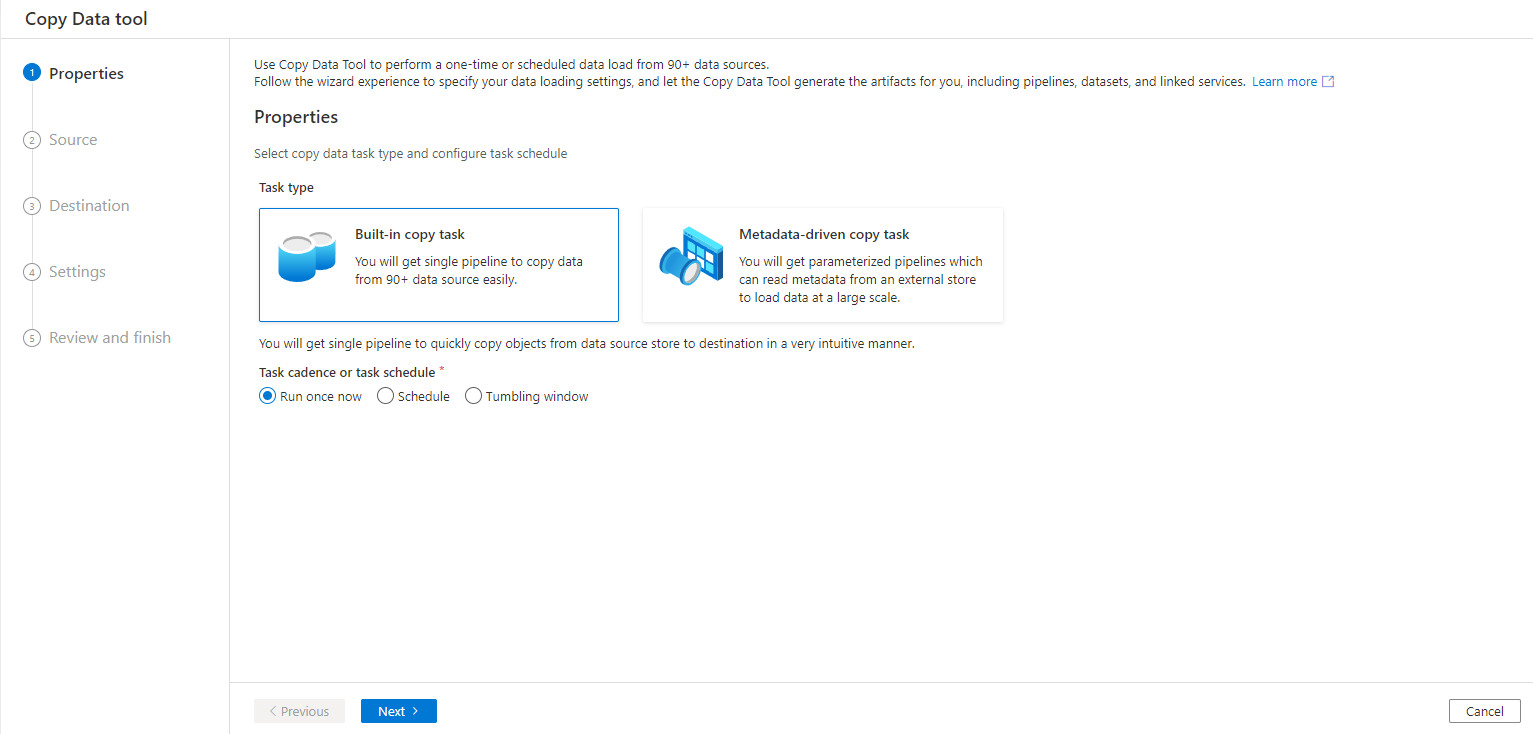 Copy Data tool
1 Properties
2 Source
3 Destination
4 Settings
5 Review and finish
Use Copy Data Tool to perform a one-time or scheduled data load from 90+ data sources.
Follow the wizard experience to specify your data loading settings, and let the Copy Data Tool generate the artifacts for you, including pipelines, datasets, and linked services. Learn more
Properties
Select copy data task type and configure task schedule
Task type
Built-in copy task
You will get single pipeline to copy data
from 90+ data source easily.
Metadata-driven copy task
You will get parameterized pipelines which
can read metadata from an external store
to load data at a large scale.
You will get single pipeline to quickly copy objects from data source store to destination in a very intuitive manner.
Task cadence or task schedule *
Run once now Schedule Tumbling window
< Previous Next > Cancel